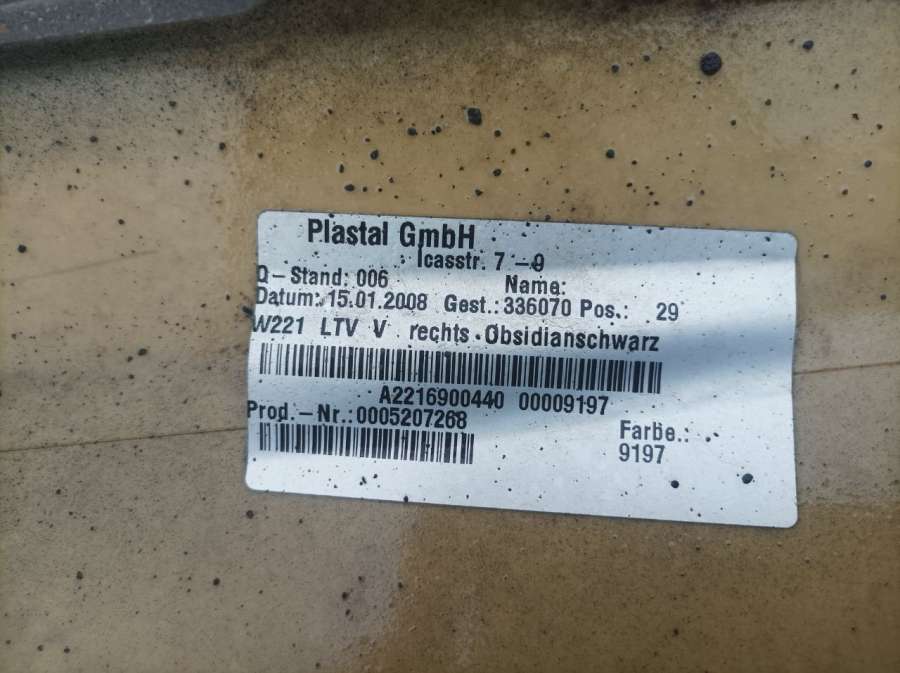 Plastal GmbH
Icasstr. 7 -9
Q-Stand: 006 Name:
Datum: 15.01.2008 Gest.: 336070 Pos.: 29
W221 LTV V rechts Obsidianschwarz
A2216900440 00009197
Prod.-Nr.:0005207268
Farbe.:
9197